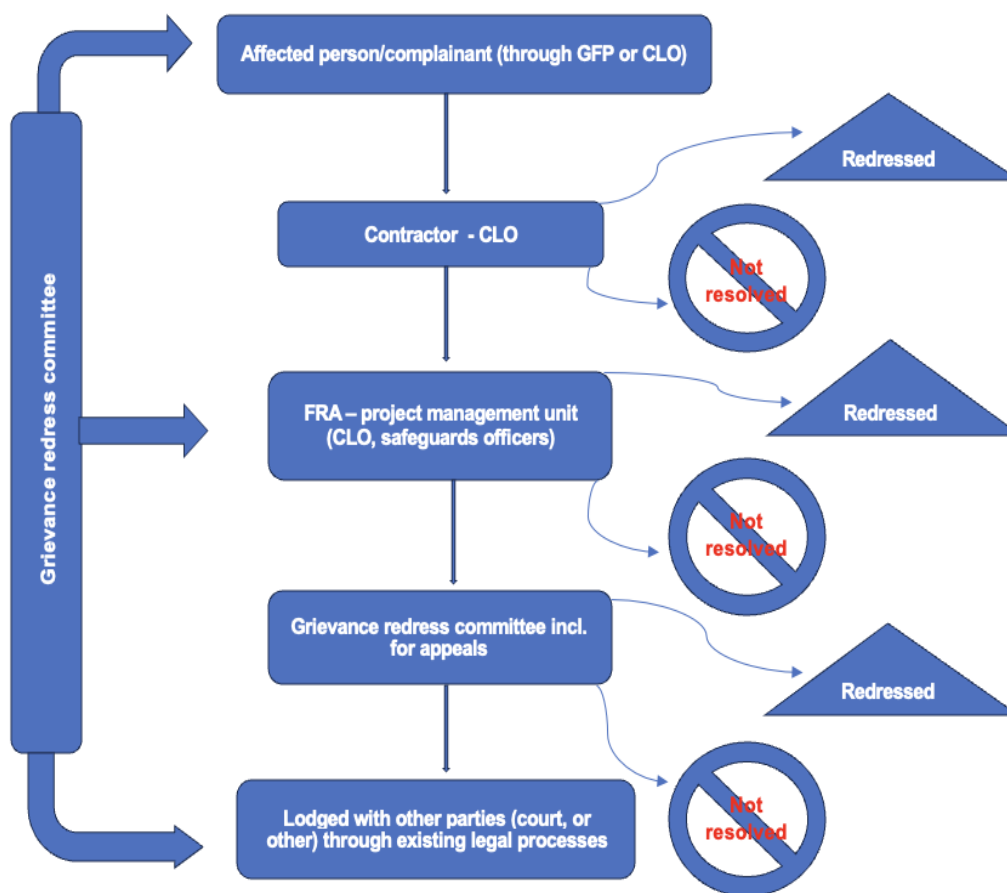 Affected person/complainant (through GFP or CLO)
Redressed
Contractor - CLO
Not
resolved
Grievance redress committee
FRA – project management unit
(CLO, safeguards officers)
Redressed
Not
resolved
Grievance redress committee incl.
for appeals
Redressed
Lodged with other parties (court, or
other) through existing legal processes
Not
resolved